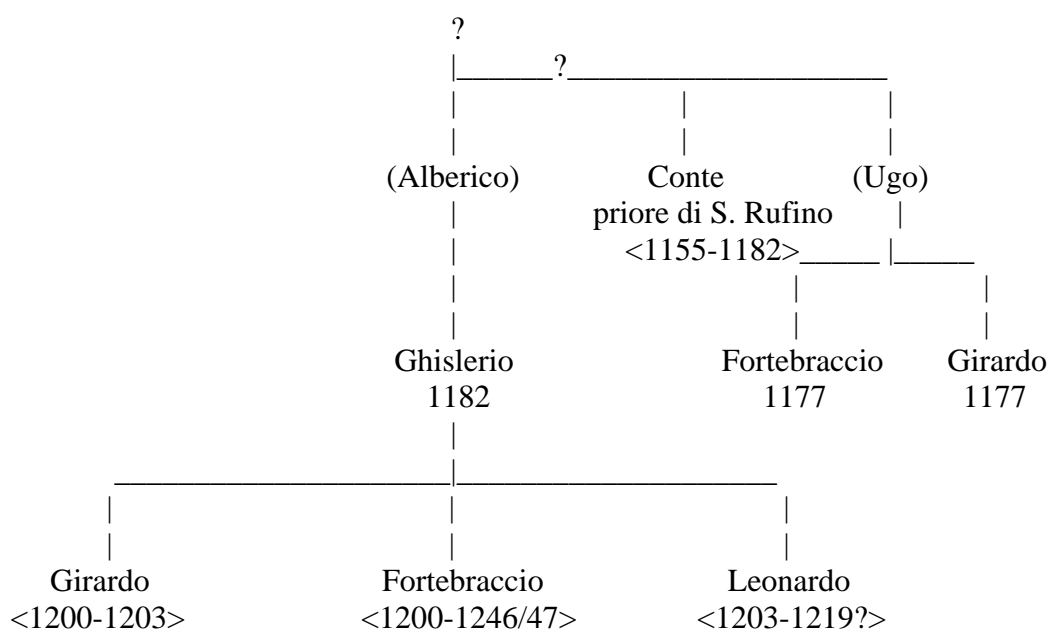 ?
?
(Alberico) Conte (Ugo)
priore di S. Rufino
<1155-1182>
Ghislerio Fortebraccio Girardo
1182 1177 1177
Girardo Fortebraccio Leonardo
<1200-1203> <1200-1246/47> <1203-1219?>